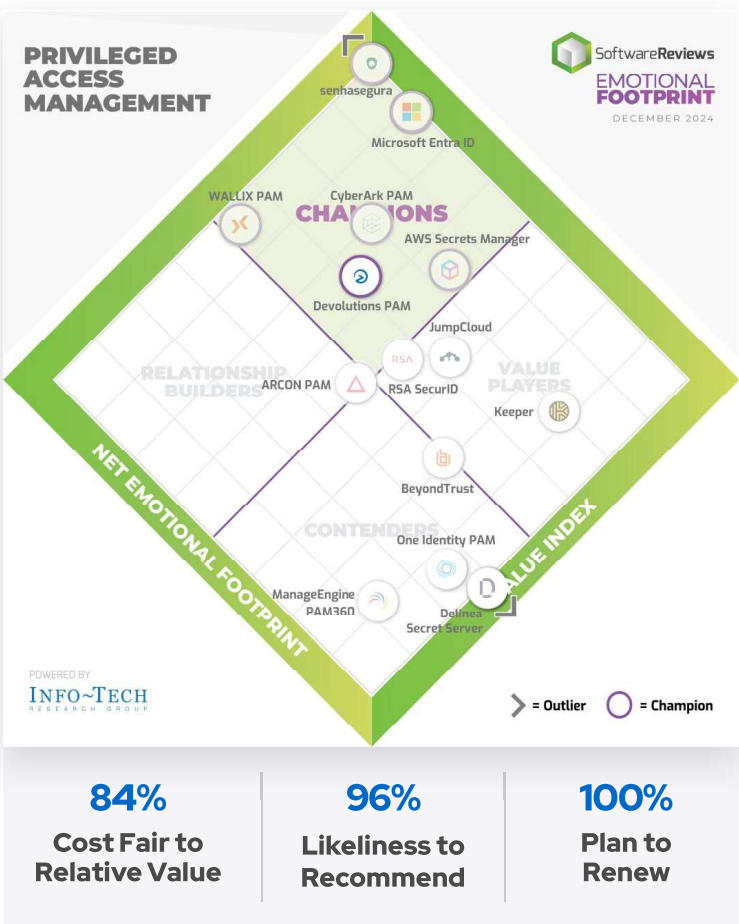 PRIVILEGED
ACCESS
MANAGEMENT
SoftwareReviews
EMOTIONAL
FOOTPRINT
DECEMBER 2024
senhasegura
Microsoft Entra ID
WALLIX PAM
CyberArk PAM
CHAMPIONS
AWS Secrets Manager
Devolutions PAM
JumpCloud
RSA
RELATIONSHIP
BUILDERS
ARCON PAM
RSA SecurID
VALUE
PLAYERS
Keeper
BeyondTrust
CONTENDERS
One Identity PAM
ManageEngine
PAM360
Delinea
Secret Server
NET EMOTIONAL FOOTPRINT
ALUE INDEX
POWERED BY
INFO~TECH
RESEARCH GROUP
= Outlier
= Champion
84%
Cost Fair to
Relative Value
96%
Likeliness to
Recommend
100%
Plan to
Renew